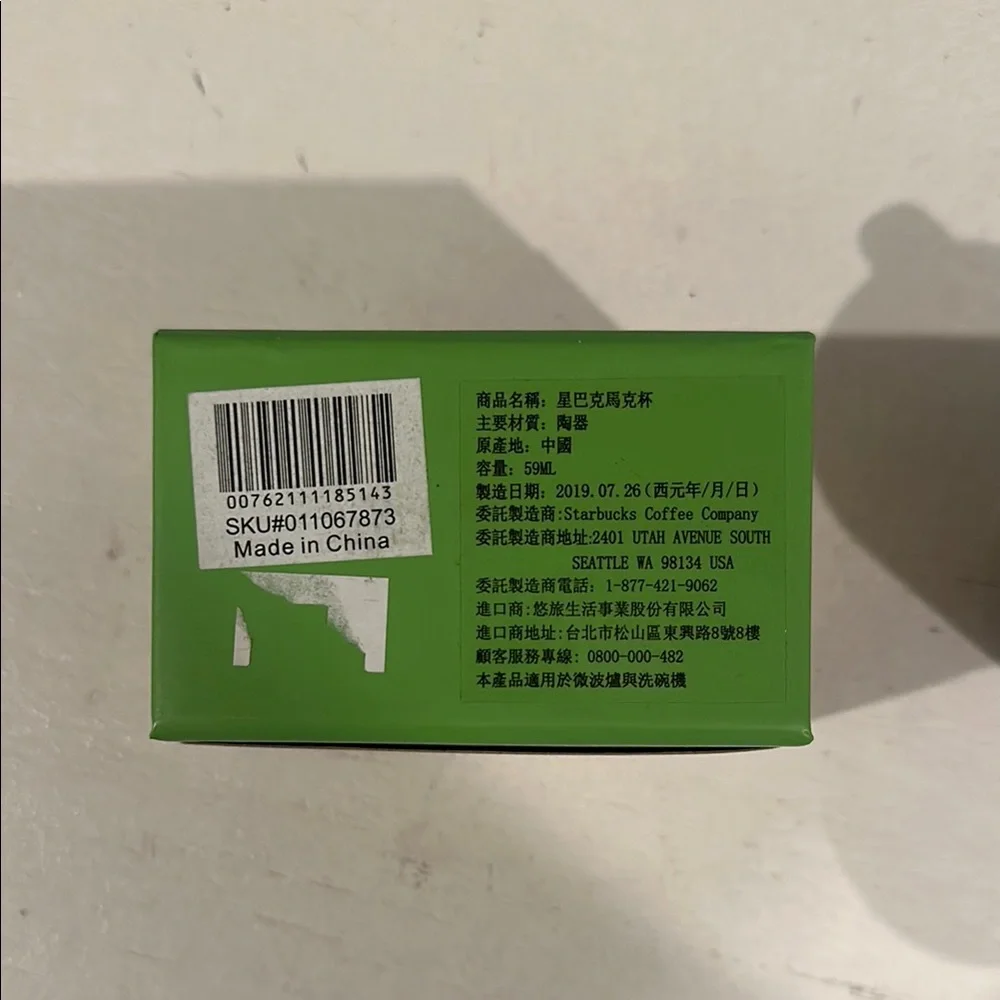 00762111185143
SKU#011067873
Made in China
商品名稱：星巴克馬克杯
主要材質：陶器
原產地：中國
容量：59ML
製造日期：2019.07.26(西元年/月/日)
委託製造商:Starbucks Coffee Company
委託製造商地址:2401 UTAH AVENUE SOUTH
SEATTLE WA 98134 USA
委託製造商電話：1-877-421-9062
進口商:悠旅生活事業股份有限公司
進口商地址:台北市松山區東興路8號8樓
顧客服務專線：0800-000-482
本產品適用於微波爐與洗碗機